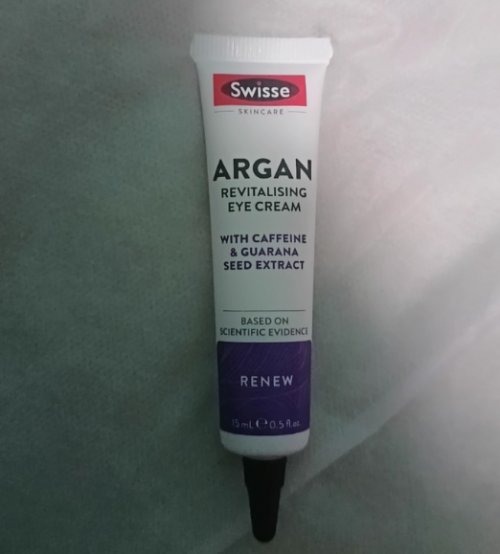 Swisse
SKINCARE
ARGAN
REVITALISING
EYE CREAM
WITH CAFFEINE
& GUARANA
SEED EXTRACT
BASED ON
SCIENTIFIC EVIDENCE
RENEW
15 mL ℮ 0.5 fl.oz.